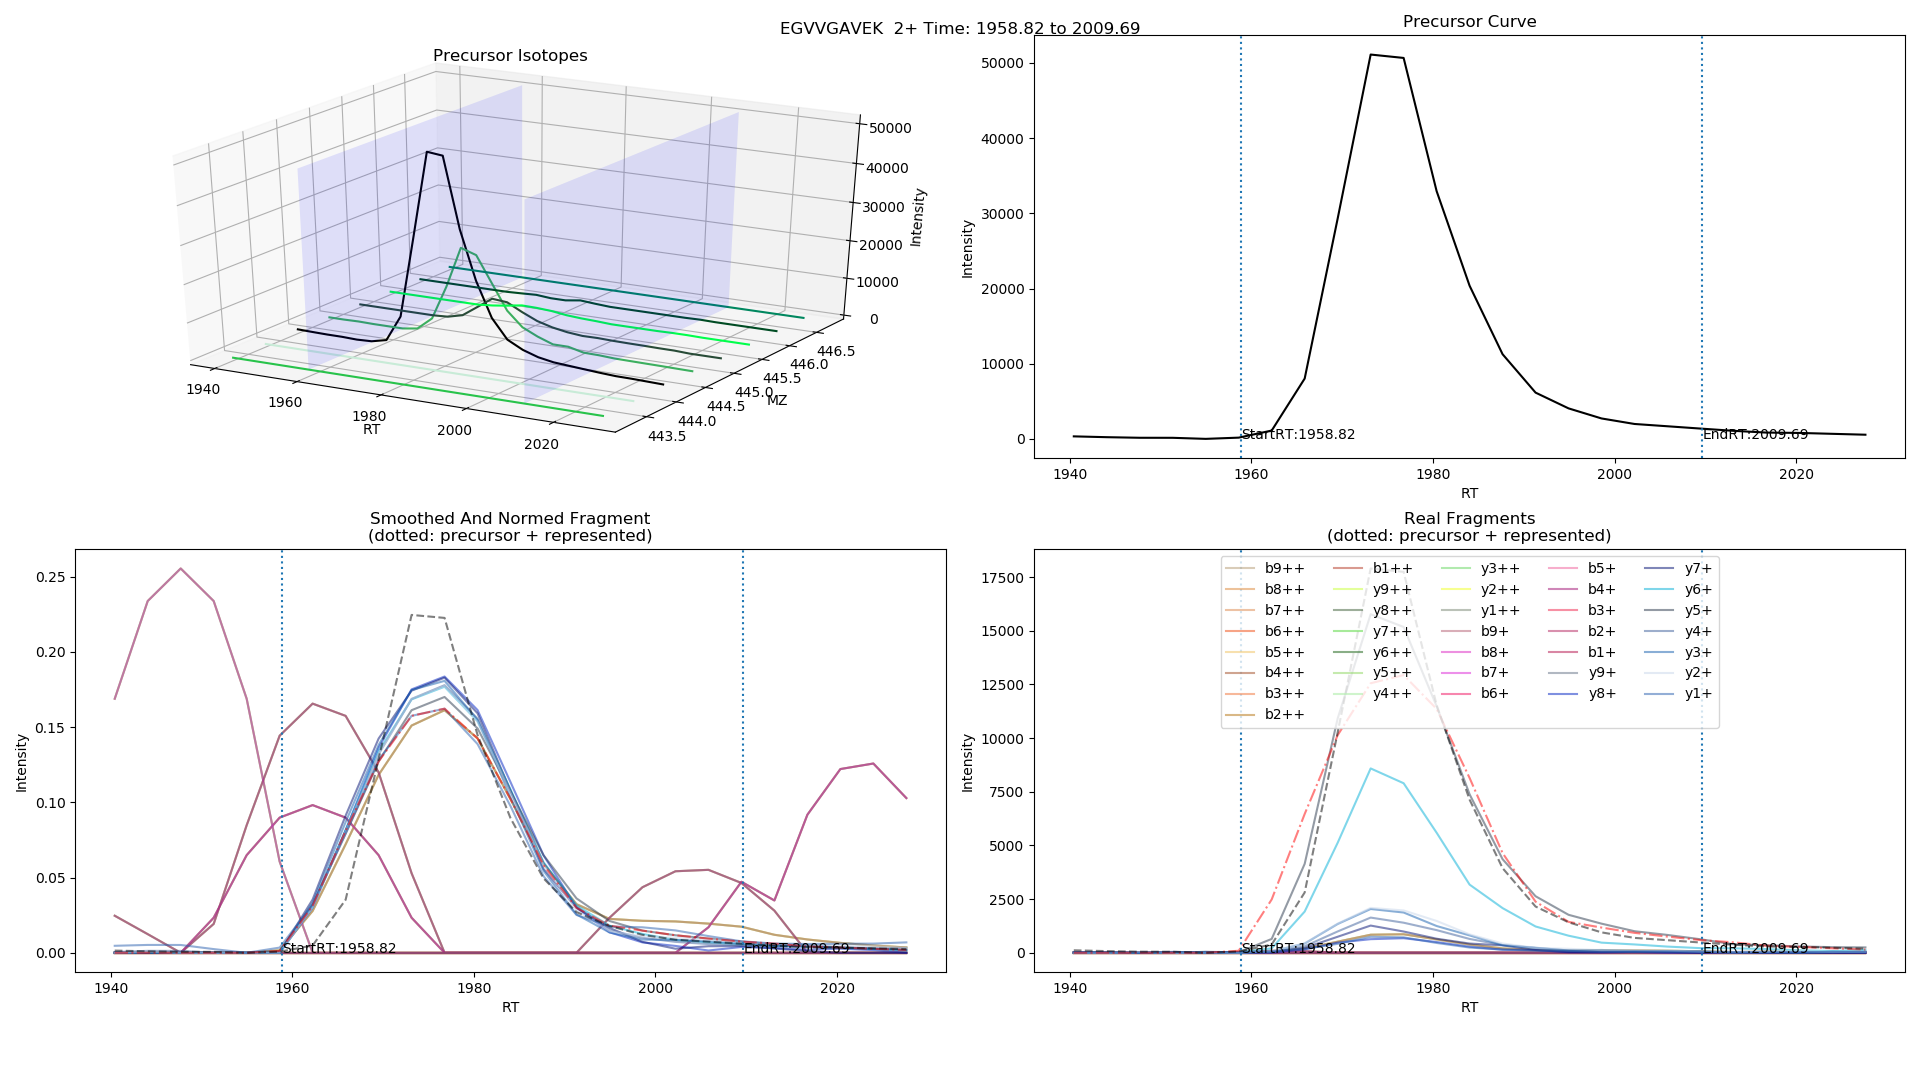 EGVVGAVEK  2+ Time: 1958.82 to 2009.69
Precursor Isotopes
50000
40000
30000
20000
10000
0
Intensity
1940
1960
1980
2000
2020
RT
443.5
444.0
444.5
445.0
445.5
446.0
446.5
MZ
Precursor Curve
50000
40000
30000
20000
10000
0
Intensity
StartRT:1958.82
EndRT:2009.69
1940
1960
1980
2000
2020
RT
Smoothed And Normed Fragment
(dotted: precursor + represented)
0.25
0.20
0.15
0.10
0.05
0.00
Intensity
StartRT:1958.82
EndRT:2009.69
1940
1960
1980
2000
2020
RT
Real Fragments
(dotted: precursor + represented)
17500
15000
12500
10000
7500
5000
2500
0
Intensity
b9++
b8++
b7++
b6++
b5++
b4++
b3++
b2++
b1++
y9++
y8++
y7++
y6++
y5++
y4++
y3++
y2++
y1++
b9+
b8+
b7+
b6+
b5+
b4+
b3+
b2+
b1+
y9+
y8+
y7+
y6+
y5+
y4+
y3+
y2+
y1+
StartRT:1958.82
EndRT:2009.69
1940
1960
1980
2000
2020
RT